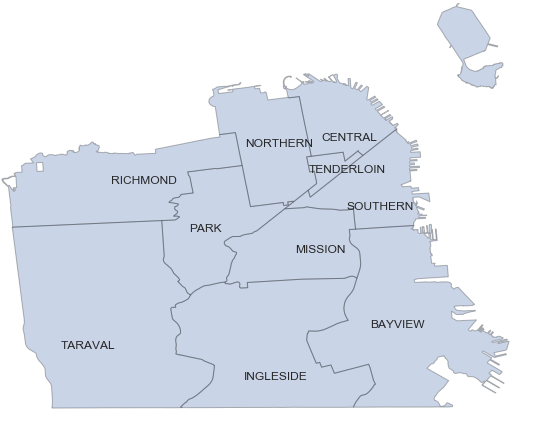 CENTRAL
NORTHERN
TENDERLOIN
RICHMOND
SOUTHERN
PARK
MISSION
BAYVIEW
TARAVAL
INGLESIDE